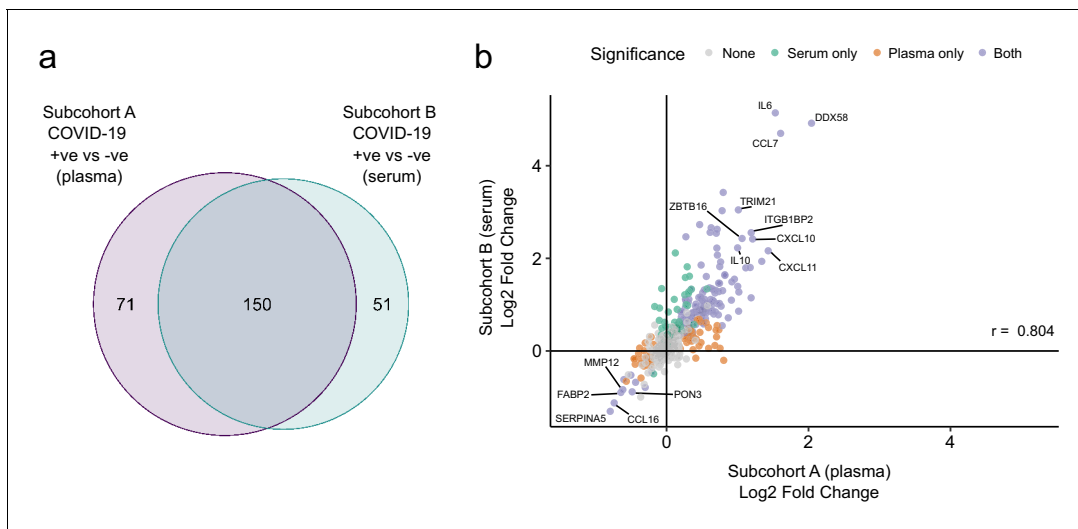 a
Subcohort A
COVID-19
+ve vs -ve
(plasma)
Subcohort B
COVID-19
+ve vs -ve
(serum)
71
150
51
b
Significance None Serum only Plasma only Both
Subcohort B (serum)
Log2 Fold Change
4
2
0
IL6
DDX58
CCL7
ZBTB16
TRIM21
ITGB1BP2
CXCL10
IL10
CXCL11
r = 0.804
MMP12
FABP2
PON3
SERPINA5
CCL16
0
2
4
Subcohort A (plasma)
Log2 Fold Change